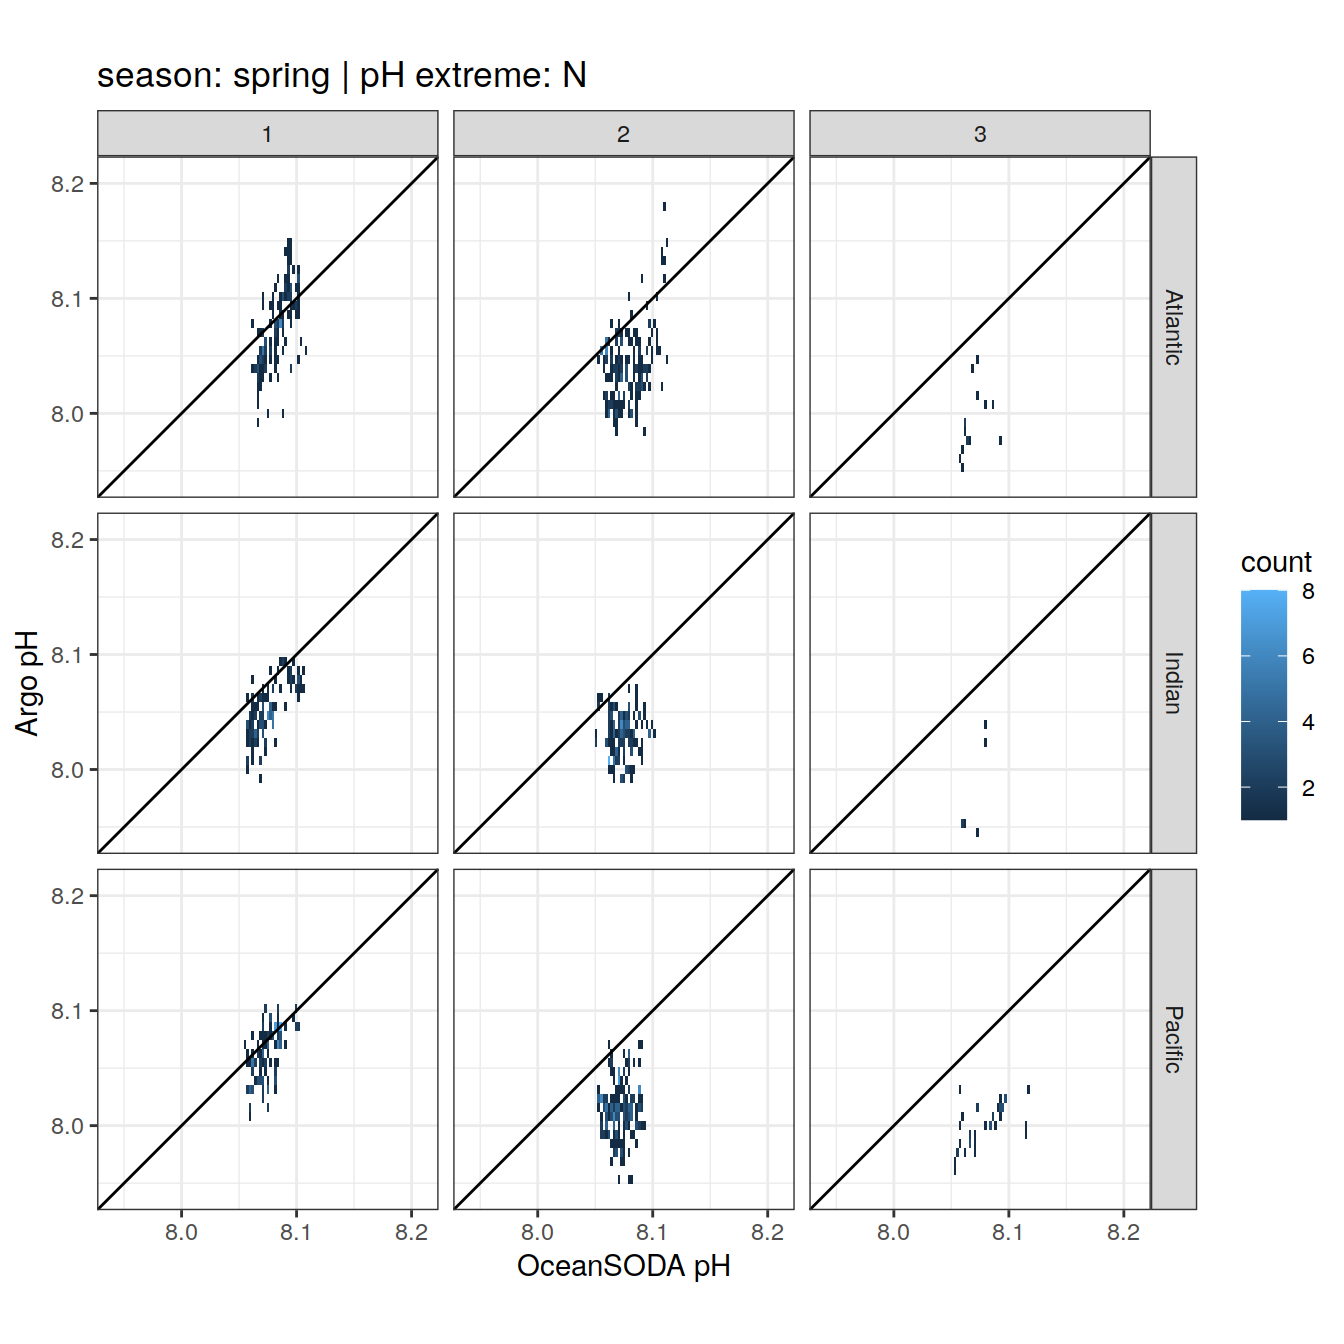 season: spring | pH extreme: N
1 2 3
8.2
8.1
8.0
Atlantic
8.2
8.1
8.0
Indian
8.2
8.1
8.0
Pacific
8.0 8.1 8.2 8.0 8.1 8.2 8.0 8.1 8.2
OceanSODA pH
Argo pH
count
8
6
4
2